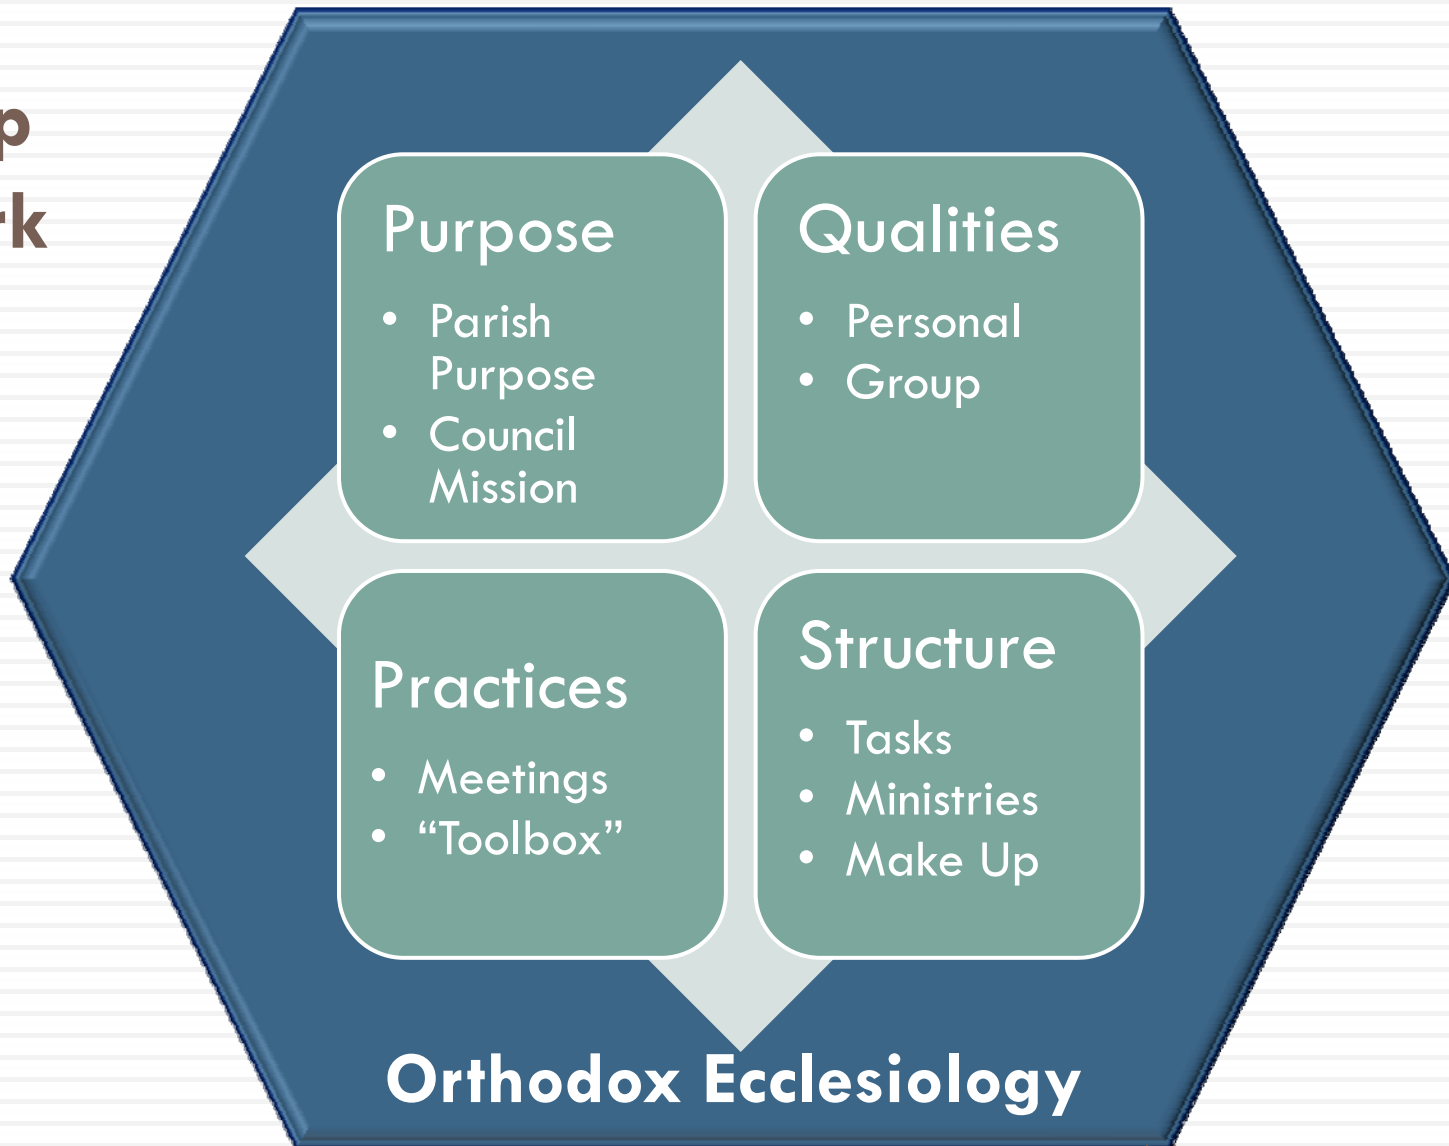 p
rk
Purpose
• Parish
Purpose
• Council
Mission
Qualities
• Personal
• Group
Practices
• Meetings
• “Toolbox”
Structure
• Tasks
• Ministries
• Make Up
Orthodox Ecclesiology